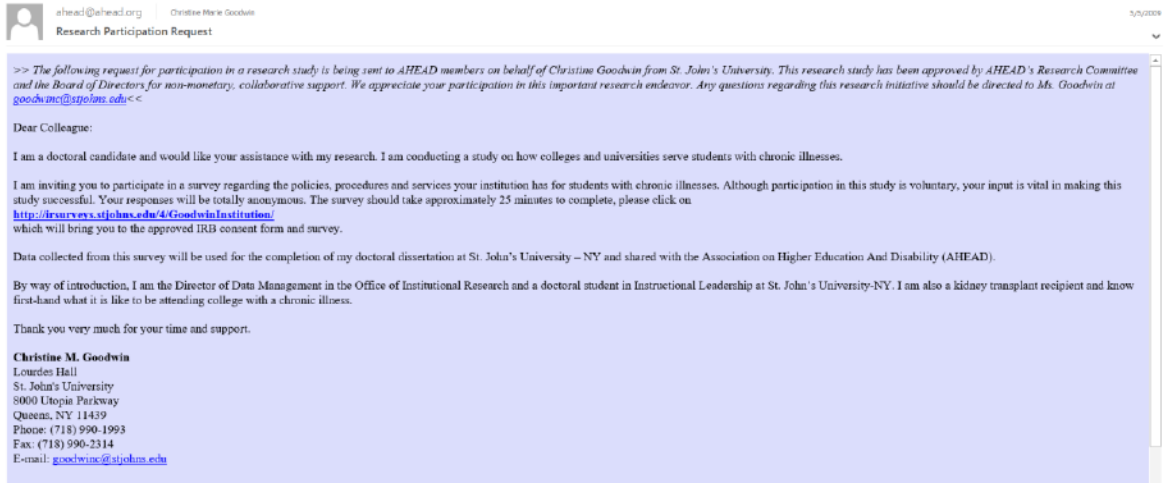 ahead@ahead.org Christine Marie Goodwin 5/5/2009
Research Participation Request
>> The following request for participation in a research study is being sent to AHEAD members on behalf of Christine Goodwin from St. John's University. This research study has been approved by AHEAD's Research Committee
and the Board of Directors for non-monetary, collaborative support. We appreciate your participation in this important research endeavor. Any questions regarding this research initiative should be directed to Ms. Goodwin at
goodwinc@stjohns.edu<<
Dear Colleague:
I am a doctoral candidate and would like your assistance with my research. I am conducting a study on how colleges and universities serve students with chronic illnesses.
I am inviting you to participate in a survey regarding the policies, procedures and services your institution has for students with chronic illnesses. Although participation in this study is voluntary, your input is vital in making this
study successful. Your responses will be totally anonymous. The survey should take approximately 25 minutes to complete, please click on
http://irsurveys.stjohns.edu/4/GoodwinInstitution/
which will bring you to the approved IRB consent form and survey.
Data collected from this survey will be used for the completion of my doctoral dissertation at St. John's University – NY and shared with the Association on Higher Education And Disability (AHEAD).
By way of introduction, I am the Director of Data Management in the Office of Institutional Research and a doctoral student in Instructional Leadership at St. John's University-NY. I am also a kidney transplant recipient and know
first-hand what it is like to be attending college with a chronic illness.
Thank you very much for your time and support.
Christine M. Goodwin
Lourdes Hall
St. John's University
8000 Utopia Parkway
Queens, NY 11439
Phone: (718) 990-1993
Fax: (718) 990-2314
E-mail: goodwinc@stjohns.edu